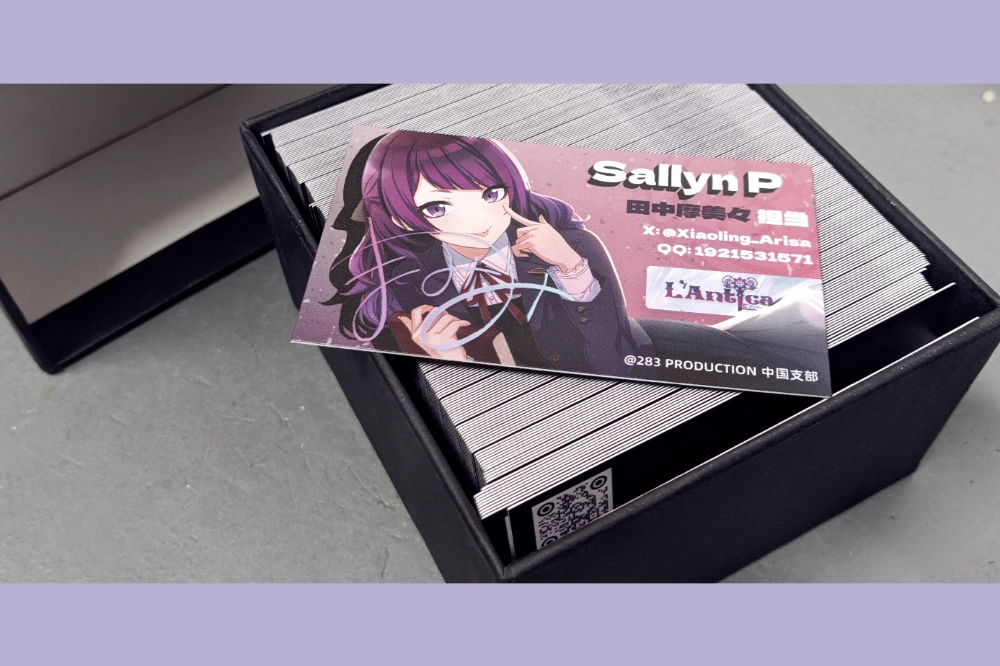 Sallyn P
田中摩美々 担当
X: @Xiaoling_Arisa
QQ: 1921531571
L'Antica
@283 PRODUCTION 中国支部